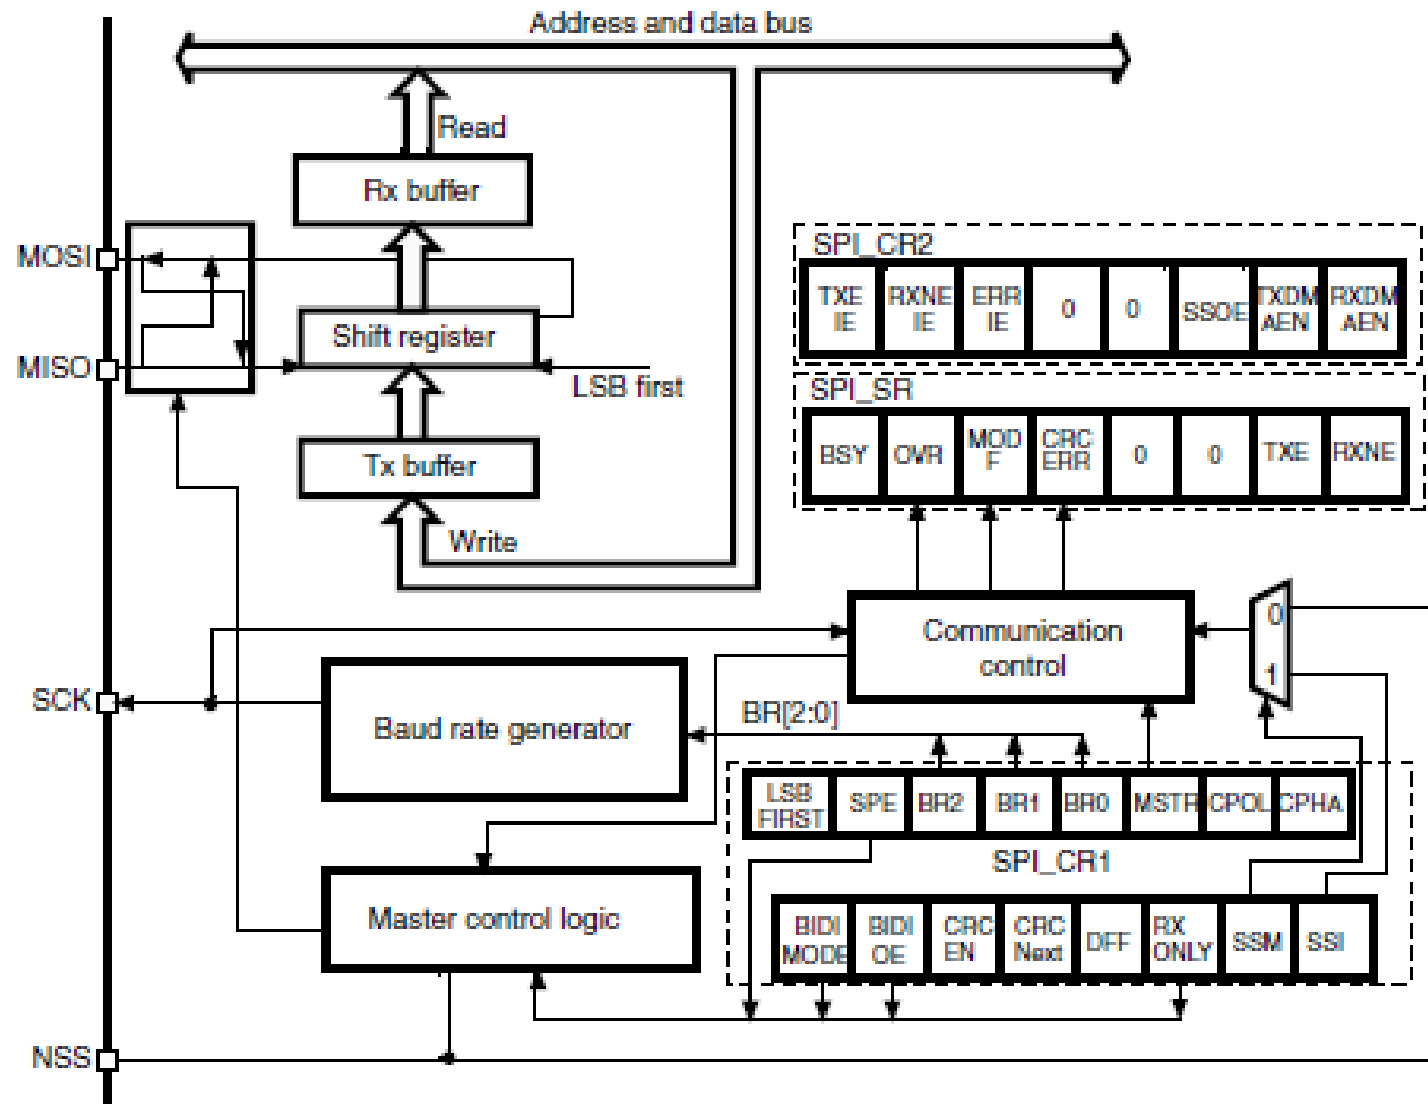 Address and data bus
Read
Rx buffer
MOSI
SPI_CR2
TXE
IE
RXNE
IE
ERR
IE
0
0
SSOE
TXDM
AEN
RXDM
AEN
Shift register
MISO
LSB first
SPI_SR
BSY
OVR
MOD
F
CRC
ERR
0
0
TXE
RXNE
Tx buffer
Write
Communication
control
0
1
SCK
Baud rate generator
BR[2:0]
LSB
FIRST
SPE
BR2
BR1
BR0
MSTR
CPOL
CPHA
SPI_CR1
Master control logic
BIDI
MODE
BIDI
OE
CRC
EN
CRC
Next
DFF
RX
ONLY
SSM
SSI
NSS